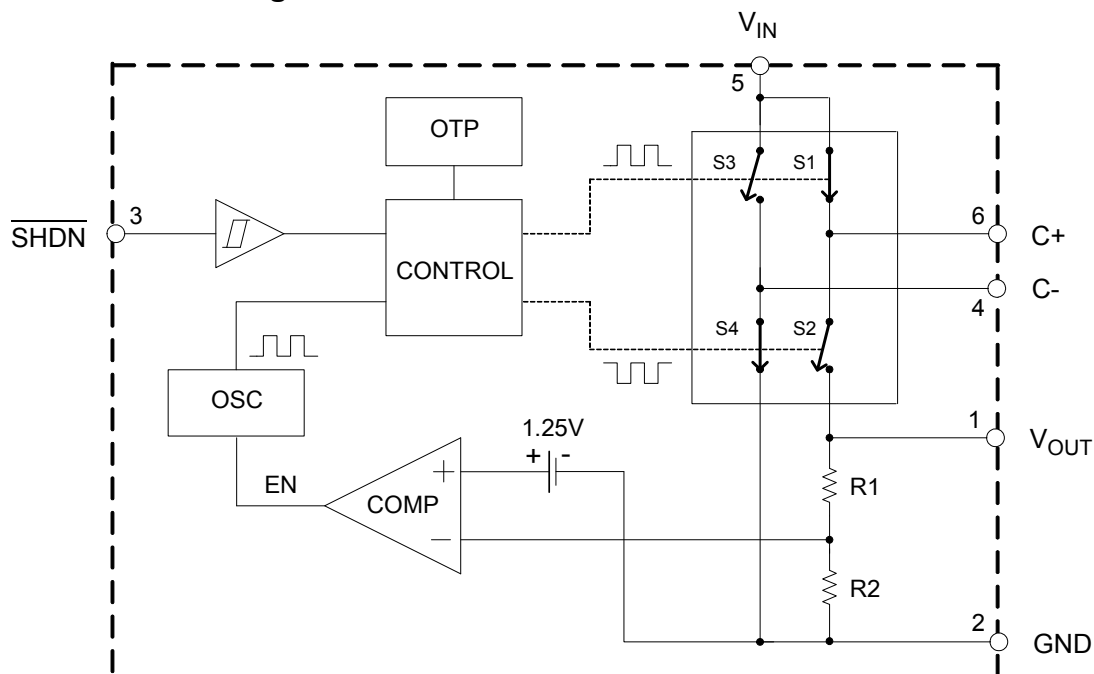 V_IN
5
OTP
S3
S1
SHDN
3
6
C+
CONTROL
C-
4
S4
S2
OSC
1.25V
1
V_OUT
+ -
EN
+
R1
COMP
−
R2
2
GND